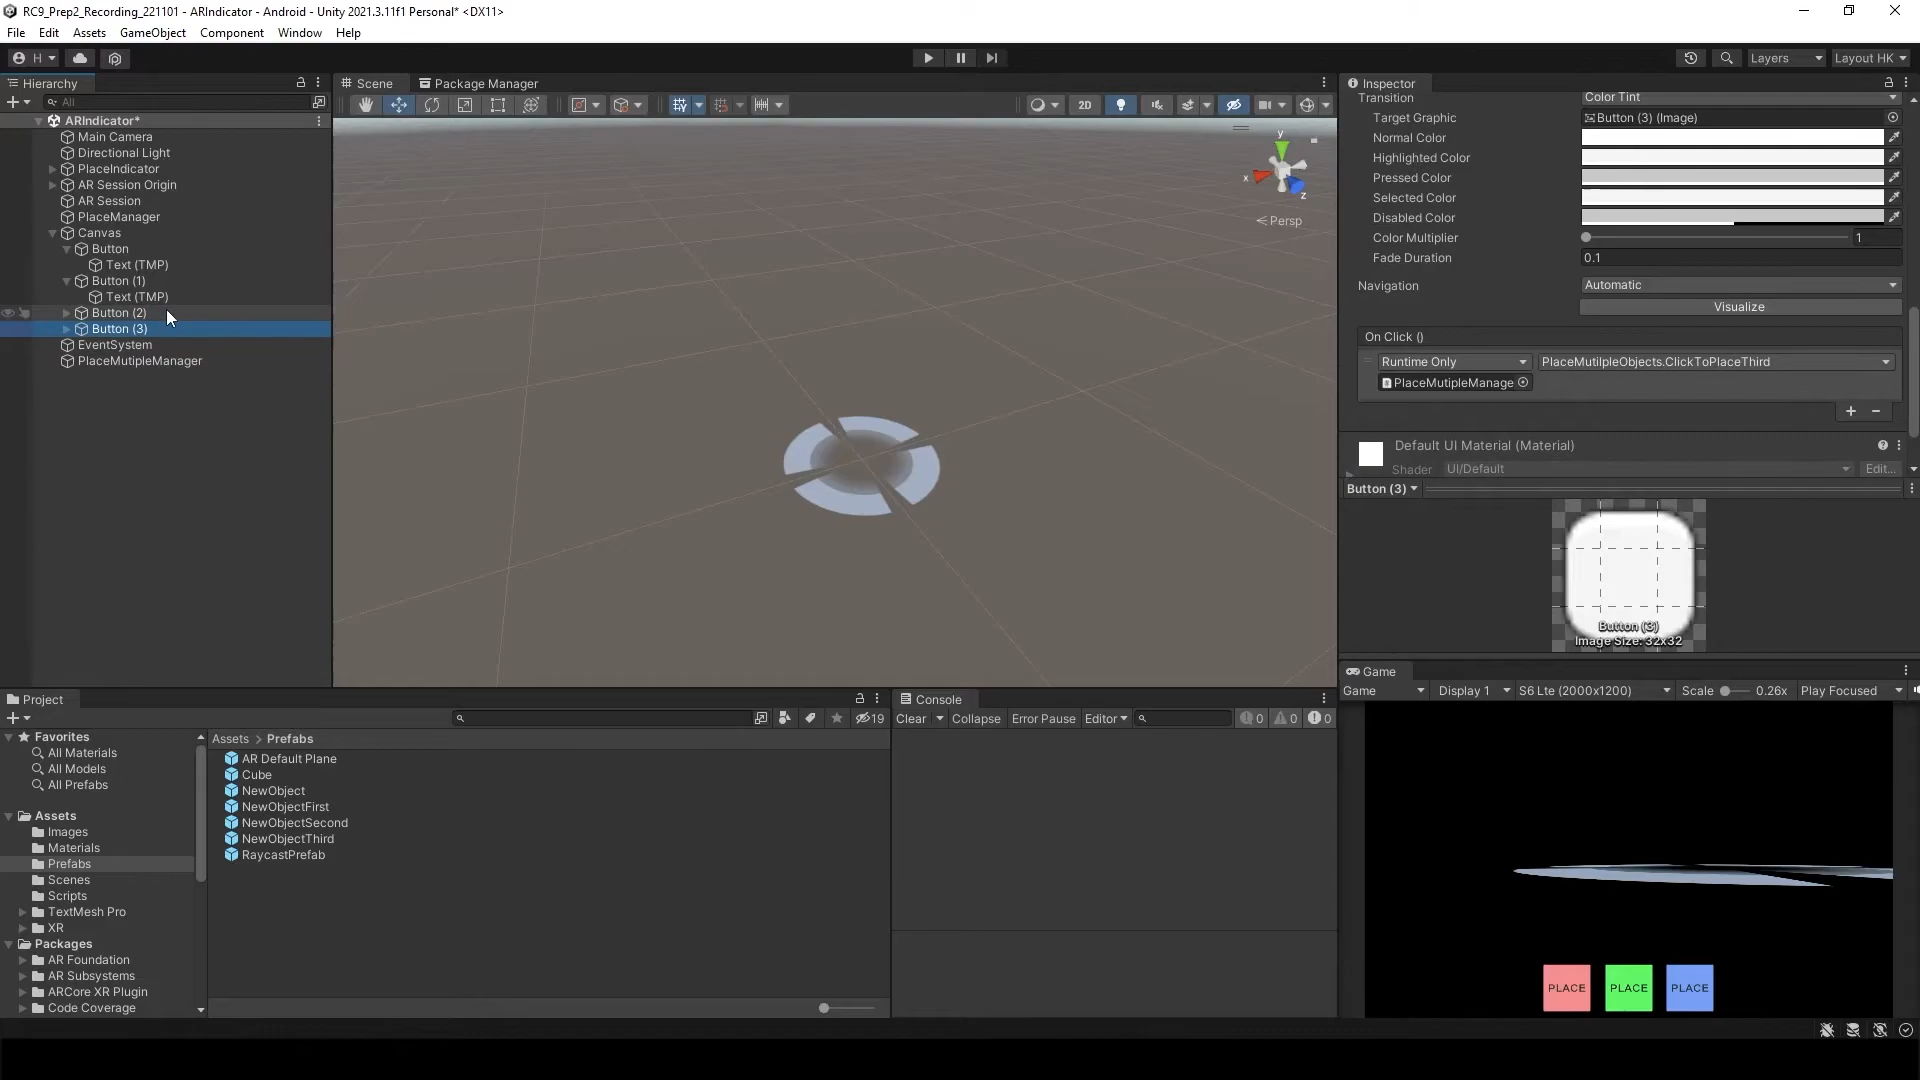 RC9_Prep2_Recording_221101 - ARIndicator - Android - Unity 2021.3.11f1 Personal* <DX11>
File Edit Assets GameObject Component Window Help
H Layers Layout HK
Hierarchy
All
ARIndicator*
Main Camera
Directional Light
PlaceIndicator
AR Session Origin
AR Session
PlaceManager
Canvas
Button
Text (TMP)
Button (1)
Text (TMP)
Button (2)
Button (3)
EventSystem
PlaceMutipleManager
Scene Package Manager
2D
y
x
z
Persp
Inspector
Transition Color Tint
Target Graphic Button (3) (Image)
Normal Color
Highlighted Color
Pressed Color
Selected Color
Disabled Color
Color Multiplier 1
Fade Duration 0.1
Navigation Automatic
Visualize
On Click ()
Runtime Only PlaceMutilpleObjects.ClickToPlaceThird
PlaceMutipleManage
Default UI Material (Material)
Shader UI/Default Edit...
Button (3)
Button (3)
Image Size: 32x32
Game
Game Display 1 S6 Lte (2000x1200) Scale 0.26x Play Focused
PLACE PLACE PLACE
Project
19
Favorites
All Materials
All Models
All Prefabs
Assets
Images
Materials
Prefabs
Scenes
Scripts
TextMesh Pro
XR
Packages
AR Foundation
AR Subsystems
ARCore XR Plugin
Code Coverage
Assets > Prefabs
AR Default Plane
Cube
NewObject
NewObjectFirst
NewObjectSecond
NewObjectThird
RaycastPrefab
Console
Clear Collapse Error Pause Editor 0 0 0